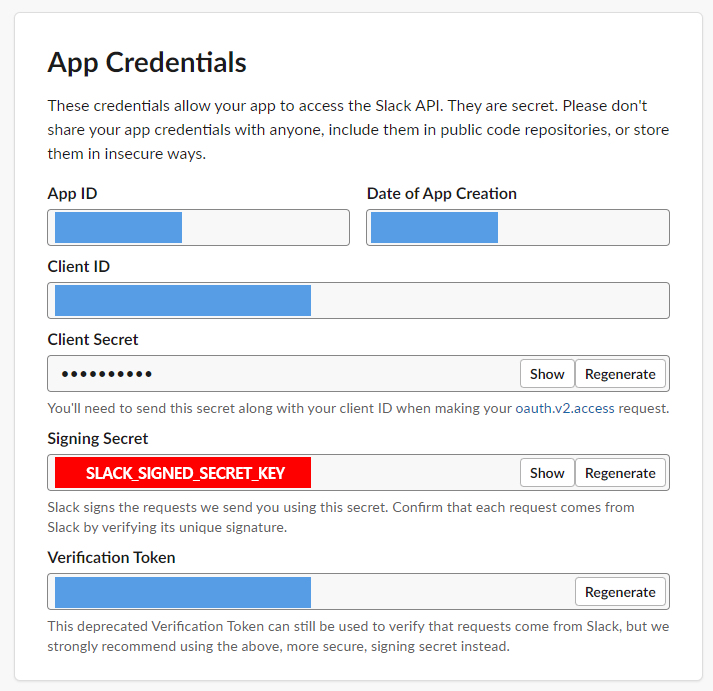 App Credentials
These credentials allow your app to access the Slack API. They are secret. Please don't
share your app credentials with anyone, include them in public code repositories, or store
them in insecure ways.
App ID
Date of App Creation
Client ID
Client Secret
••••••••••
Show
Regenerate
You'll need to send this secret along with your client ID when making your oauth.v2.access request.
Signing Secret
SLACK_SIGNED_SECRET_KEY
Show
Regenerate
Slack signs the requests we send you using this secret. Confirm that each request comes from
Slack by verifying its unique signature.
Verification Token
Regenerate
This deprecated Verification Token can still be used to verify that requests come from Slack, but we
strongly recommend using the above, more secure, signing secret instead.